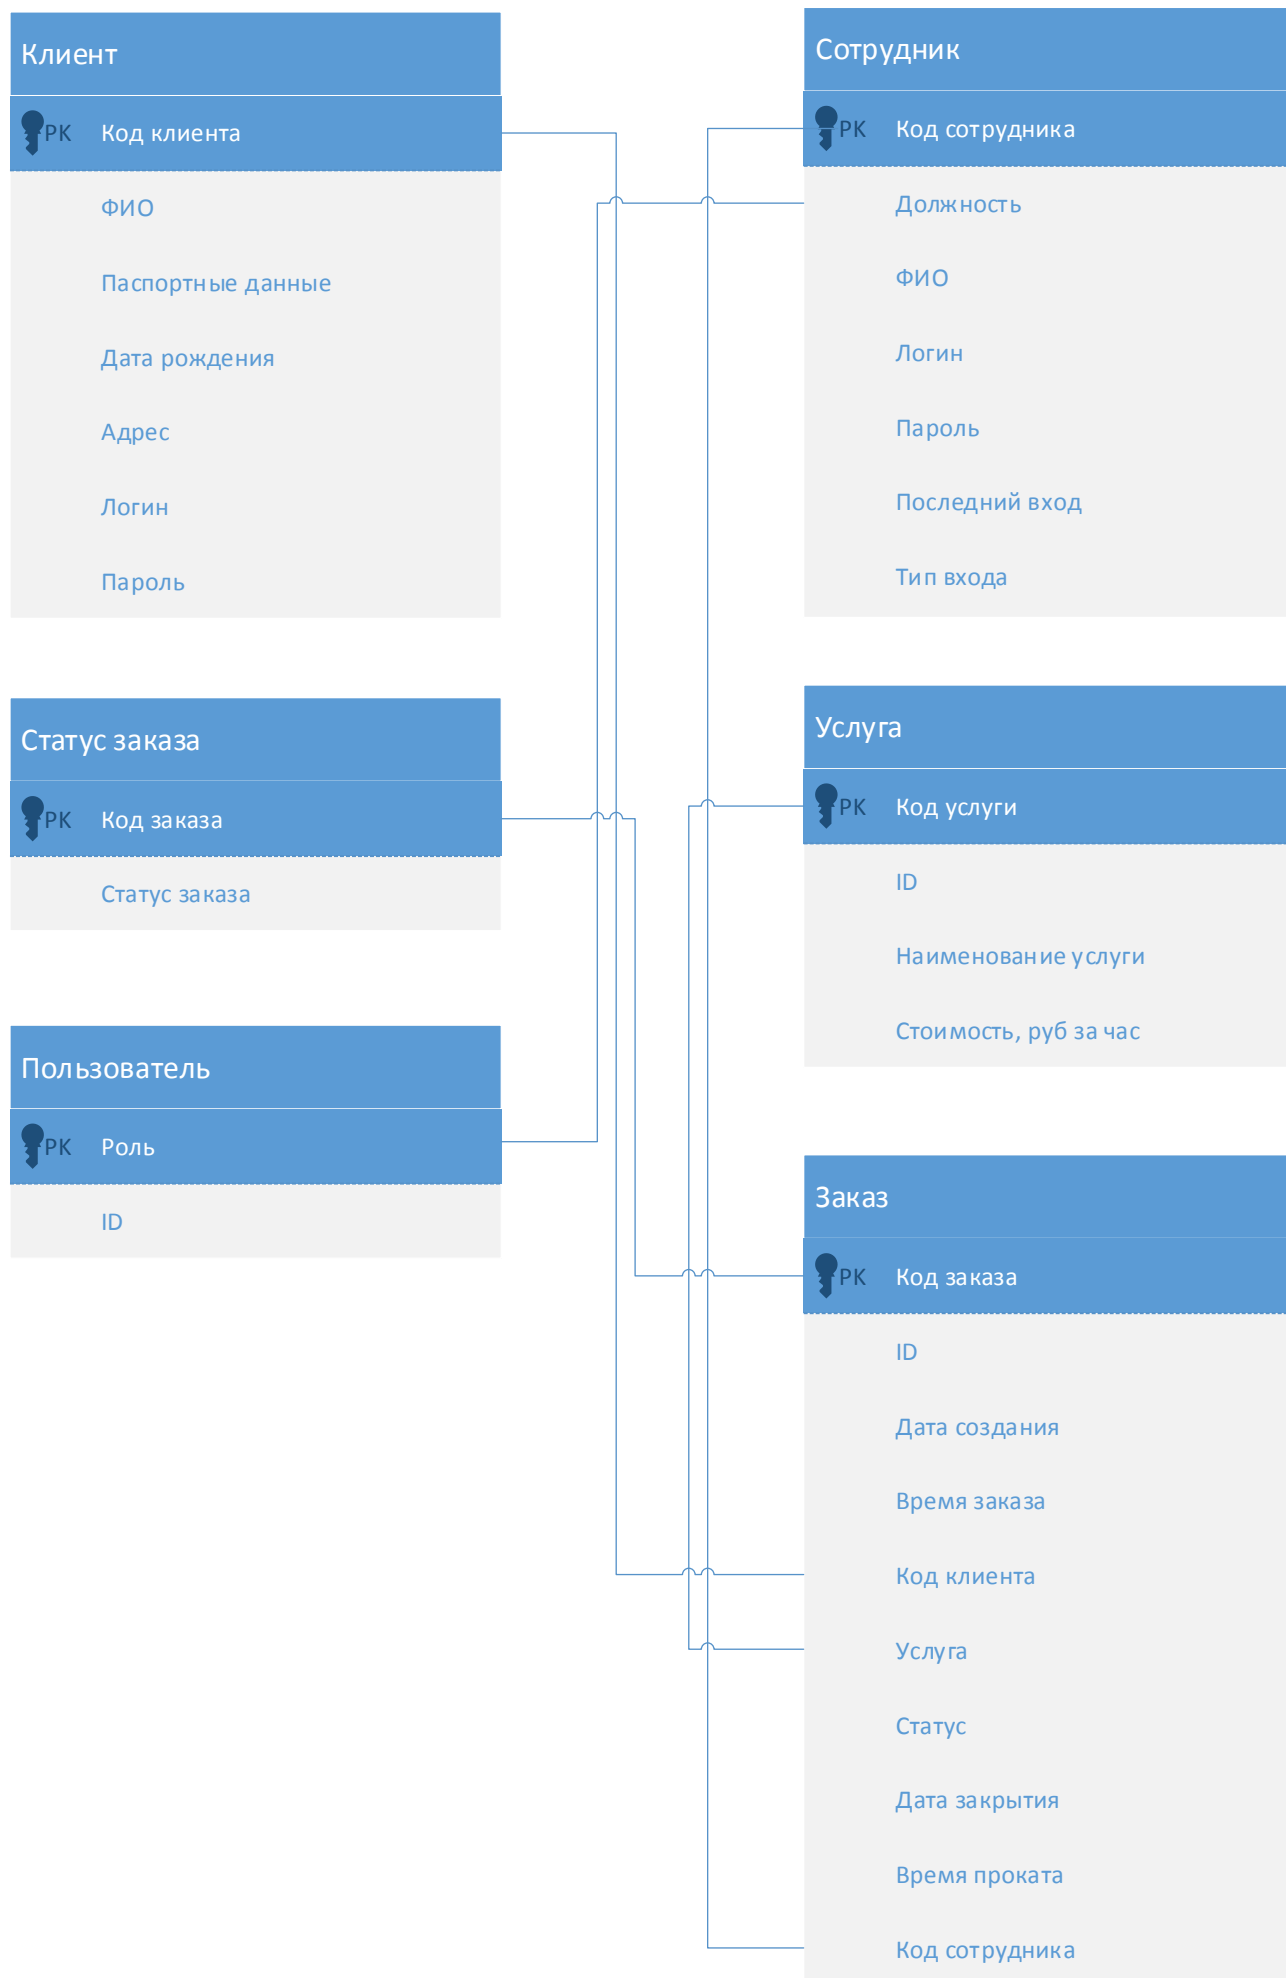 Клиент
PK Код клиента
ФИО
Паспортные данные
Дата рождения
Адрес
Логин
Пароль
Сотрудник
PK Код сотрудника
Должность
ФИО
Логин
Пароль
Последний вход
Тип входа
Статус заказа
PK Код заказа
Статус заказа
Услуга
PK Код услуги
ID
Наименование услуги
Стоимость, руб за час
Пользователь
PK Роль
ID
Заказ
PK Код заказа
ID
Дата создания
Время заказа
Код клиента
Услуга
Статус
Дата закрытия
Время проката
Код сотрудника